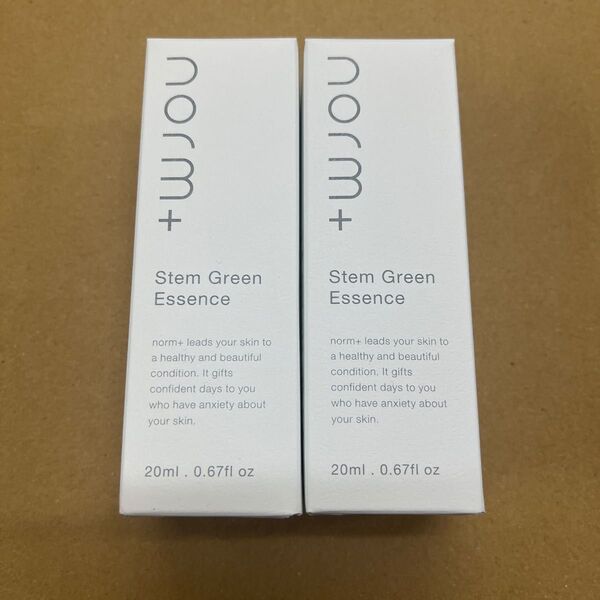 norm+
Stem Green
Essence
norm+ leads your skin to
a healthy and beautiful
condition. It gifts
confident days to you
who have anxiety about
your skin.
20ml . 0.67fl oz
norm+
Stem Green
Essence
norm+ leads your skin to
a healthy and beautiful
condition. It gifts
confident days to you
who have anxiety about
your skin.
20ml . 0.67fl oz